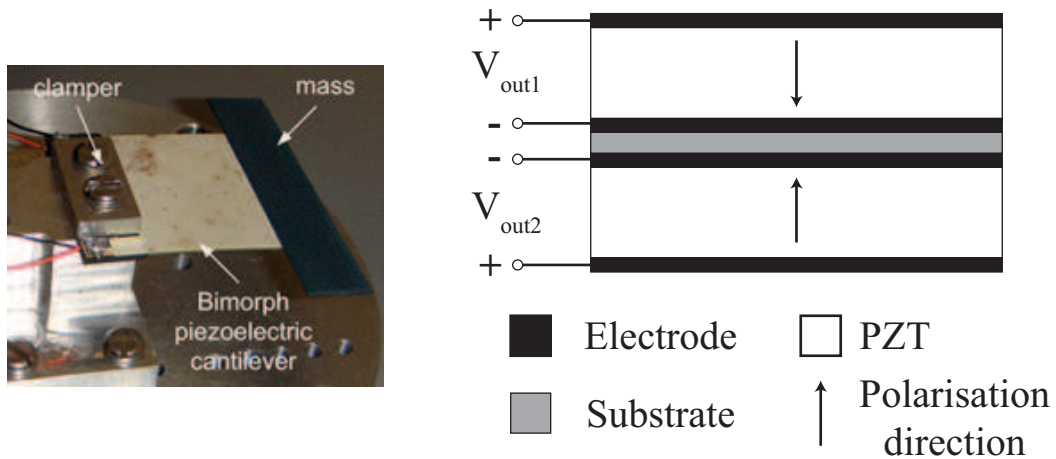 clamper
mass
Bimorph
piezoelectric
cantilever
+
V out1
-
-
V out2
+
Electrode
PZT
Substrate
Polarisation
direction